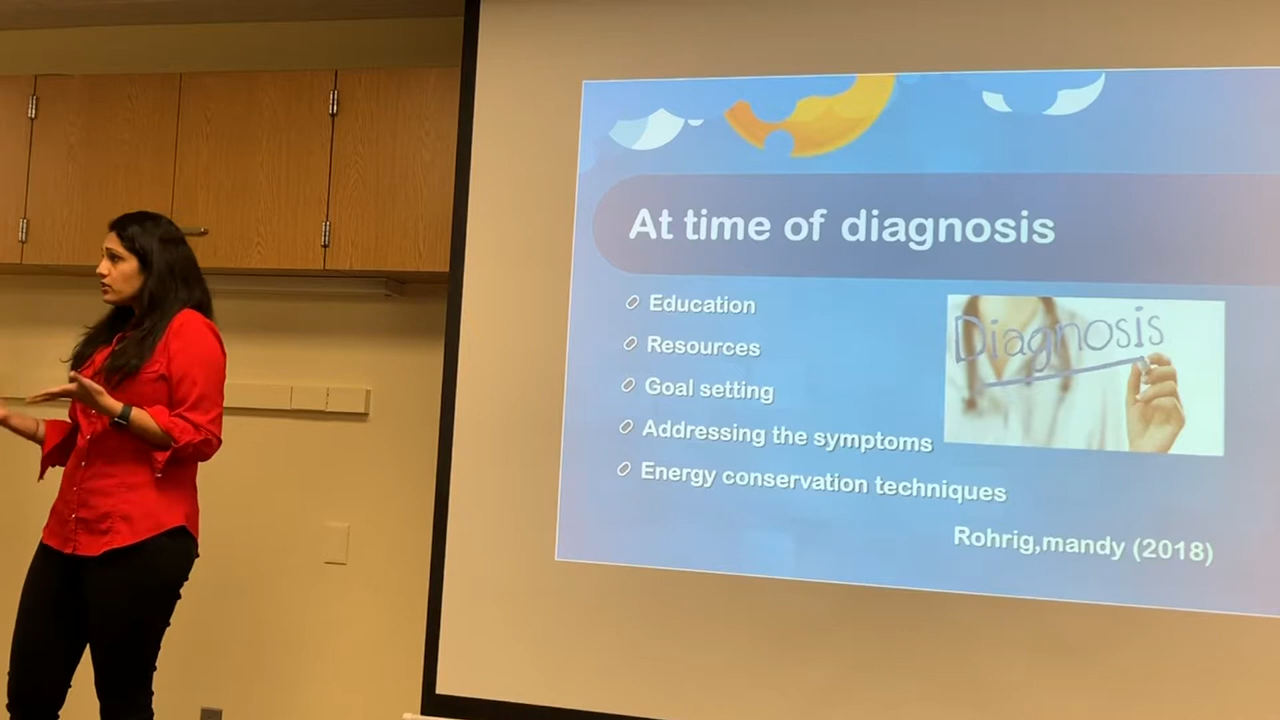 At time of diagnosis
Education
Resources
Goal setting
Addressing the symptoms
Energy conservation techniques
Diagnosis
Rohrig,mandy (2018)